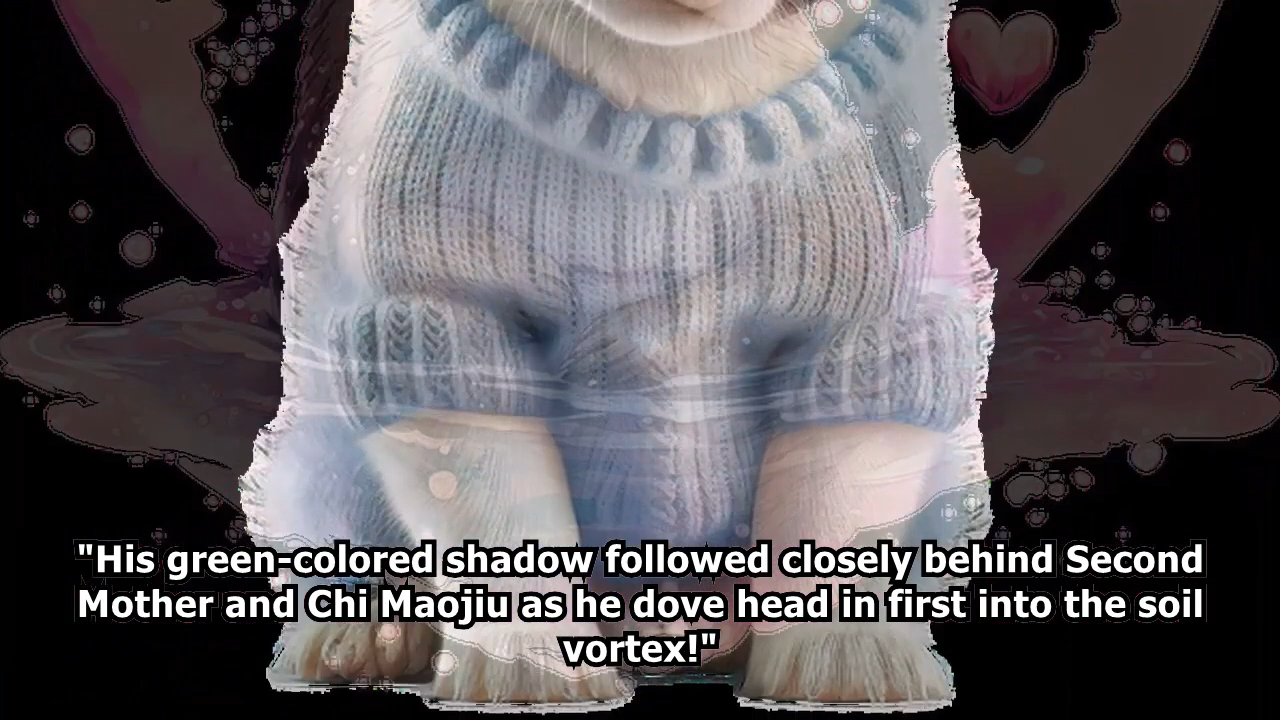 "His green-colored shadow followed closely behind Second
Mother and Chi Maojiu as he dove head in first into the soil
vortex!"